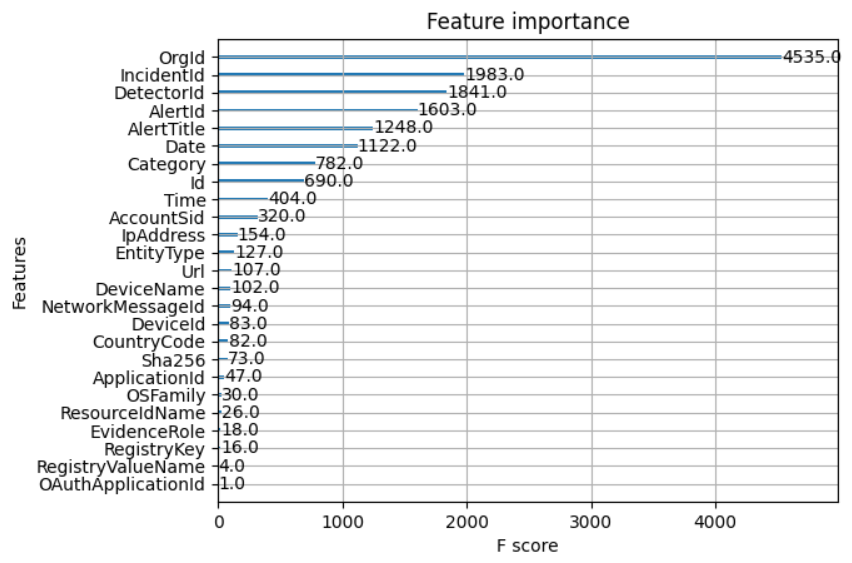 Feature importance
Features
OrgId 4535.0
IncidentId 1983.0
DetectorId 1841.0
AlertId 1603.0
AlertTitle 1248.0
Date 1122.0
Category 782.0
Id 690.0
Time 404.0
AccountSid 320.0
IpAddress 154.0
EntityType 127.0
Url 107.0
DeviceName 102.0
NetworkMessageId 94.0
DeviceId 83.0
CountryCode 82.0
Sha256 73.0
ApplicationId 47.0
OSFamily 30.0
ResourceIdName 26.0
EvidenceRole 18.0
RegistryKey 16.0
RegistryValueName 4.0
OAuthApplicationId 1.0
0 1000 2000 3000 4000
F score